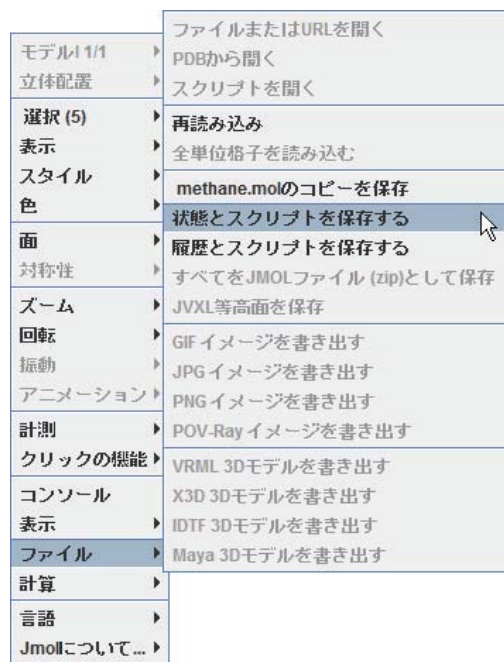 モデル! 1/1
立体配置
選択 (5)
表示
スタイル
色
面
対称性
ズーム
回転
振動
アニメーション
計測
クリックの機能
コンソール
表示
ファイル
計算
言語
Jmolについて...
ファイルまたはURLを開く
PDBから開く
スクリプトを開く
再読み込み
全単位格子を読み込む
methane.molのコピーを保存
状態とスクリプトを保存する
履歴とスクリプトを保存する
すべてをJMOLファイル (zip)として保存
JVXL等高面を保存
GIF イメージを書き出す
JPG イメージを書き出す
PNG イメージを書き出す
POV-Ray イメージを書き出す
VRML 3Dモデルを書き出す
X3D 3Dモデルを書き出す
IDTF 3Dモデルを書き出す
Maya 3Dモデルを書き出す